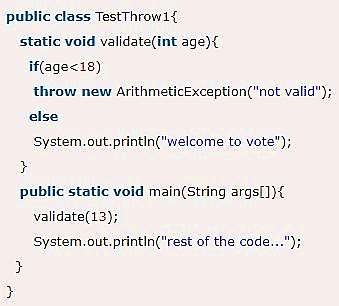 public class TestThrow1{
static void validate(int age){
if(age<18)
throw new ArithmeticException("not valid");
else
System.out.println("welcome to vote");
}
public static void main(String args[]){
validate(13);
System.out.println("rest of the code...");
}
}